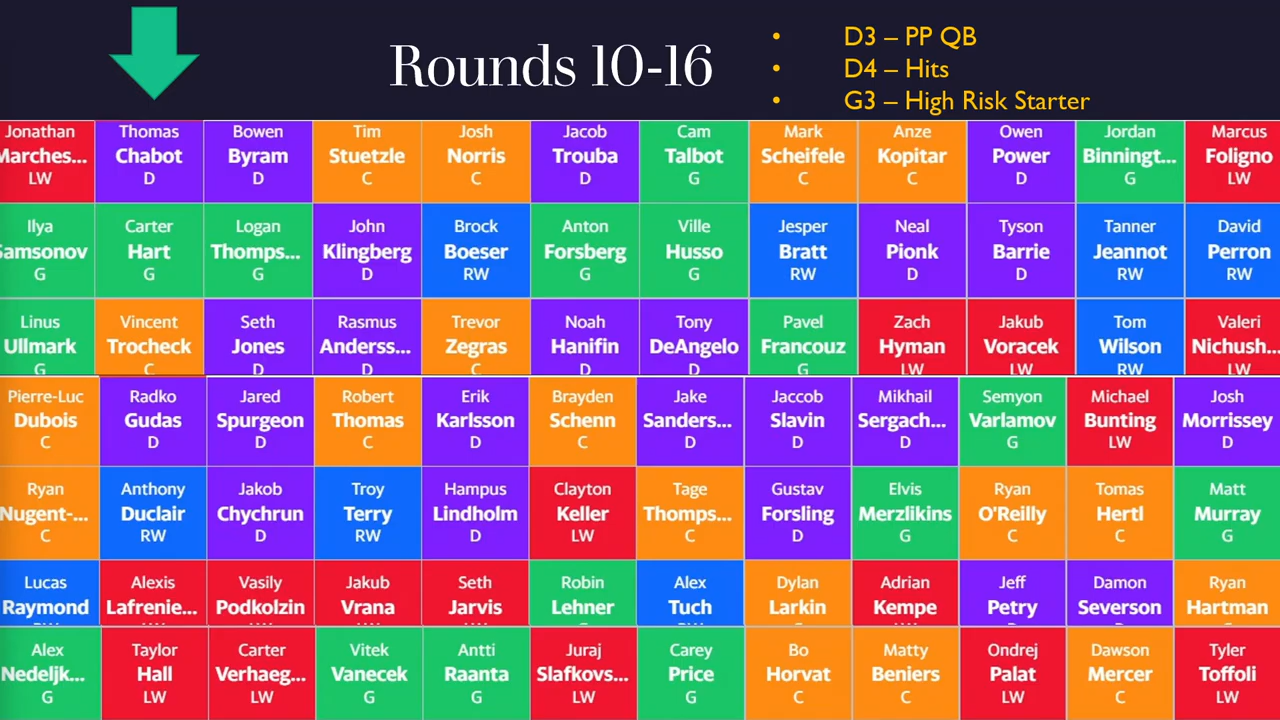 Rounds 10-16
• D3 – PP QB
• D4 – Hits
• G3 – High Risk Starter
Jonathan Thomas Bowen Tim Josh Jacob Cam Mark Anze Owen Jordan Marcus
Marches... Chabot Byram Stuetzle Norris Trouba Talbot Scheifele Kopitar Power Binningt... Foligno
LW D D C C D G C C D G LW
Ilya Carter Logan John Brock Anton Ville Jesper Neal Tyson Tanner David
Samsonov Hart Thomps... Klingberg Boeser Forsberg Husso Bratt Pionk Barrie Jeannot Perron
G G G D RW G G RW D D RW RW
Linus Vincent Seth Rasmus Trevor Noah Tony Pavel Zach Jakub Tom Valeri
Ullmark Trocheck Jones Anderss... Zegras Hanifin DeAngelo Francouz Hyman Voracek Wilson Nichush...
G C D D C D D G LW LW RW LW
Pierre-Luc Radko Jared Robert Erik Brayden Jake Jaccob Mikhail Semyon Michael Josh
Dubois Gudas Spurgeon Thomas Karlsson Schenn Sanders... Slavin Sergach... Varlamov Bunting Morrissey
C D D C D C D D D G LW D
Ryan Anthony Jakob Troy Hampus Clayton Tage Gustav Elvis Ryan Tomas Matt
Nugent-... Duclair Chychrun Terry Lindholm Keller Thomps... Forsling Merzlikins O'Reilly Hertl Murray
C RW D RW D LW C D G C C G
Lucas Alexis Vasily Jakub Seth Robin Alex Dylan Adrian Jeff Damon Ryan
Raymond Lafrenie... Podkolzin Vrana Jarvis Lehner Tuch Larkin Kempe Petry Severson Hartman
Alex Taylor Carter Vitek Antti Juraj Carey Bo Matty Ondrej Dawson Tyler
Nedeljk... Hall Verhaeg... Vanecek Raanta Slafkovs... Price Horvat Beniers Palat Mercer Toffoli
G LW LW G G LW G C C LW C LW